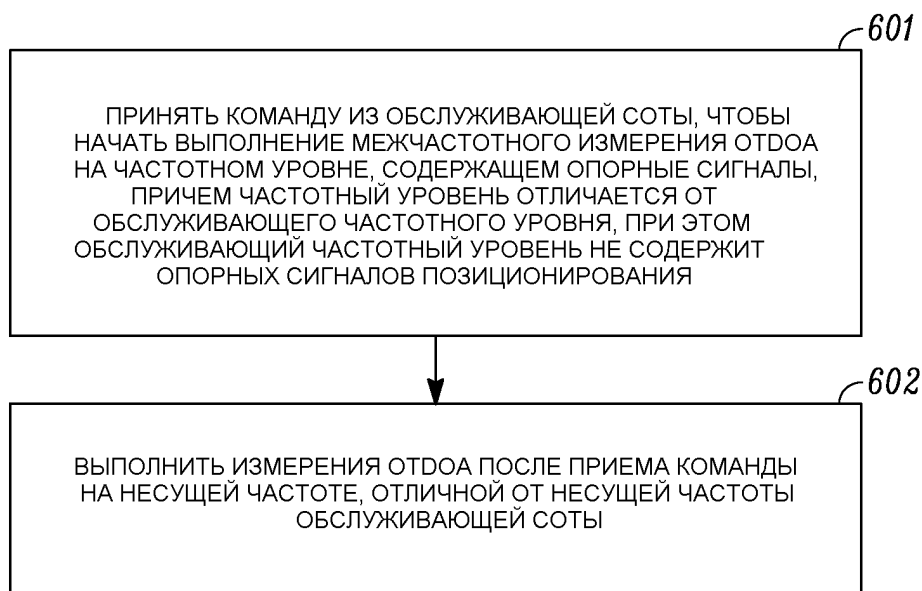 601
ПРИНЯТЬ КОМАНДУ ИЗ ОБСЛУЖИВАЮЩЕЙ СОТЫ, ЧТОБЫ
НАЧАТЬ ВЫПОЛНЕНИЕ МЕЖЧАСТОТНОГО ИЗМЕРЕНИЯ OTDOA
НА ЧАСТОТНОМ УРОВНЕ, СОДЕРЖАЩЕМ ОПОРНЫЕ СИГНАЛЫ,
ПРИЧЕМ ЧАСТОТНЫЙ УРОВЕНЬ ОТЛИЧАЕТСЯ ОТ
ОБСЛУЖИВАЮЩЕГО ЧАСТОТНОГО УРОВНЯ, ПРИ ЭТОМ
ОБСЛУЖИВАЮЩИЙ ЧАСТОТНЫЙ УРОВЕНЬ НЕ СОДЕРЖИТ
ОПОРНЫХ СИГНАЛОВ ПОЗИЦИОНИРОВАНИЯ
602
ВЫПОЛНИТЬ ИЗМЕРЕНИЯ OTDOA ПОСЛЕ ПРИЕМА КОМАНДЫ
НА НЕСУЩЕЙ ЧАСТОТЕ, ОТЛИЧНОЙ ОТ НЕСУЩЕЙ ЧАСТОТЫ
ОБСЛУЖИВАЮЩЕЙ СОТЫ